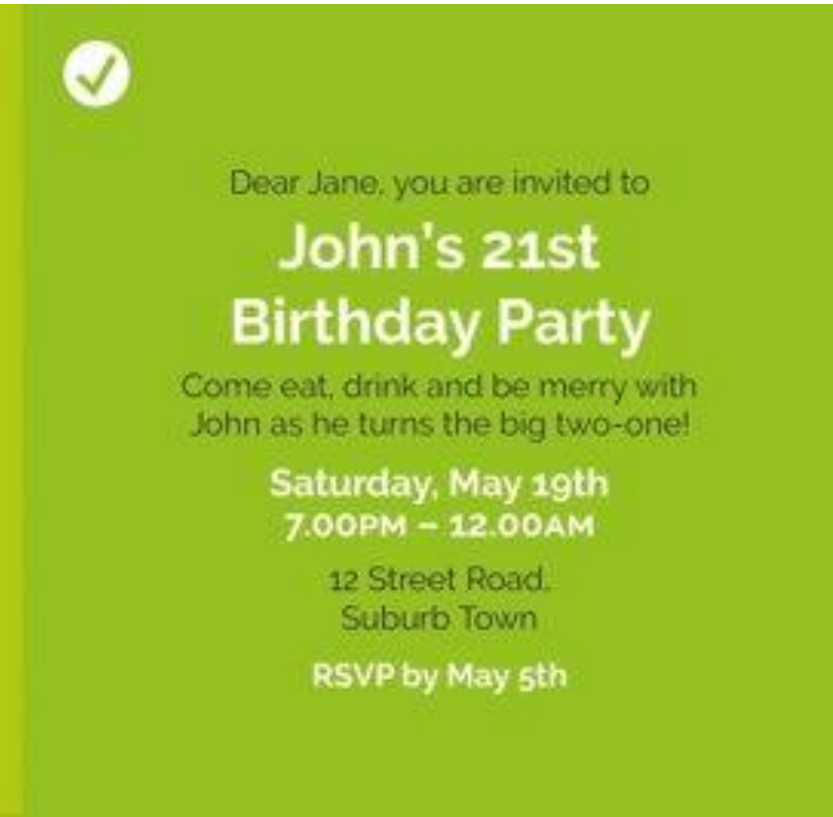 Dear Jane, you are invited to
John's 21st
Birthday Party
Come eat, drink and be merry with
John as he turns the big two-one!
Saturday, May 19th
7.00PM – 12.00AM
12 Street Road,
Suburb Town
RSVP by May 5th